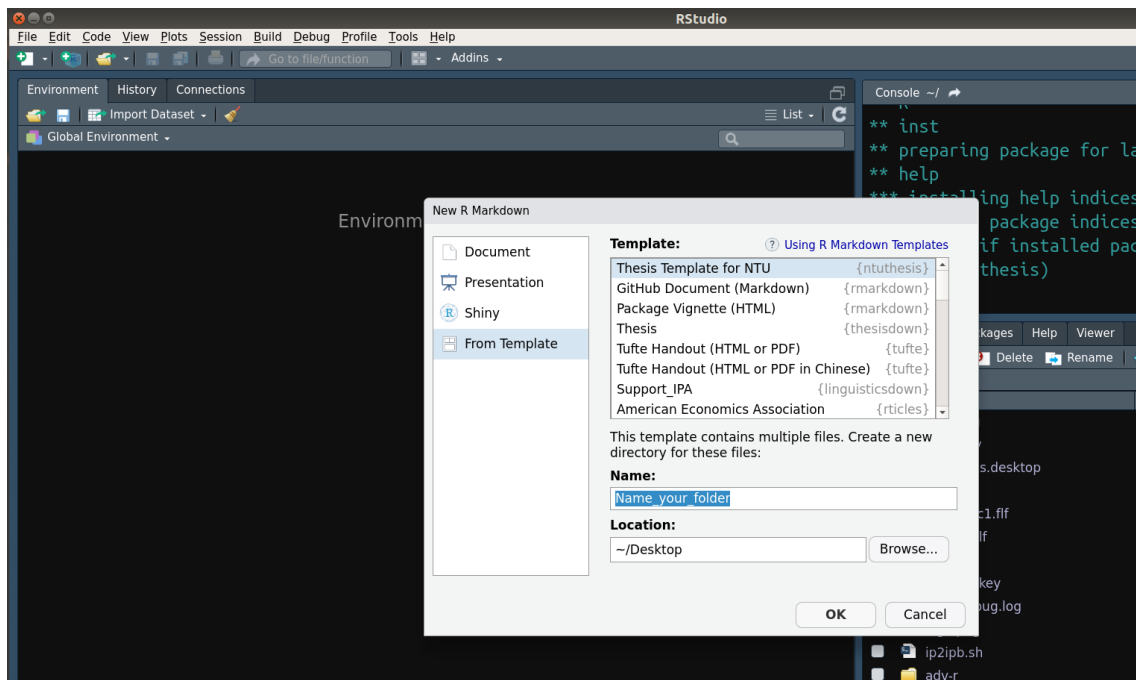 RStudio
File Edit Code View Plots Session Build Debug Profile Tools Help
Go to file/function Addins
Environment History Connections
Import Dataset List
Global Environment
Environm
Console ~/
R
** inst
** preparing package for la
** help
*** installing help indices
package indices
if installed pac
thesis)
New R Markdown
Document
Presentation
Shiny
From Template
Template: Using R Markdown Templates
Thesis Template for NTU {ntuthesis}
GitHub Document (Markdown) {rmarkdown}
Package Vignette (HTML) {rmarkdown}
Thesis {thesisdown}
Tufte Handout (HTML or PDF) {tufte}
Tufte Handout (HTML or PDF in Chinese) {tufte}
Support_IPA {linguisticsdown}
American Economics Association {rticles}
This template contains multiple files. Create a new
directory for these files:
Name:
Name_your_folder
Location:
~/Desktop Browse...
OK Cancel
kages Help Viewer
Delete Rename
s.desktop
c1.flf
lf
key
bug.log
ip2ipb.sh
adv-r